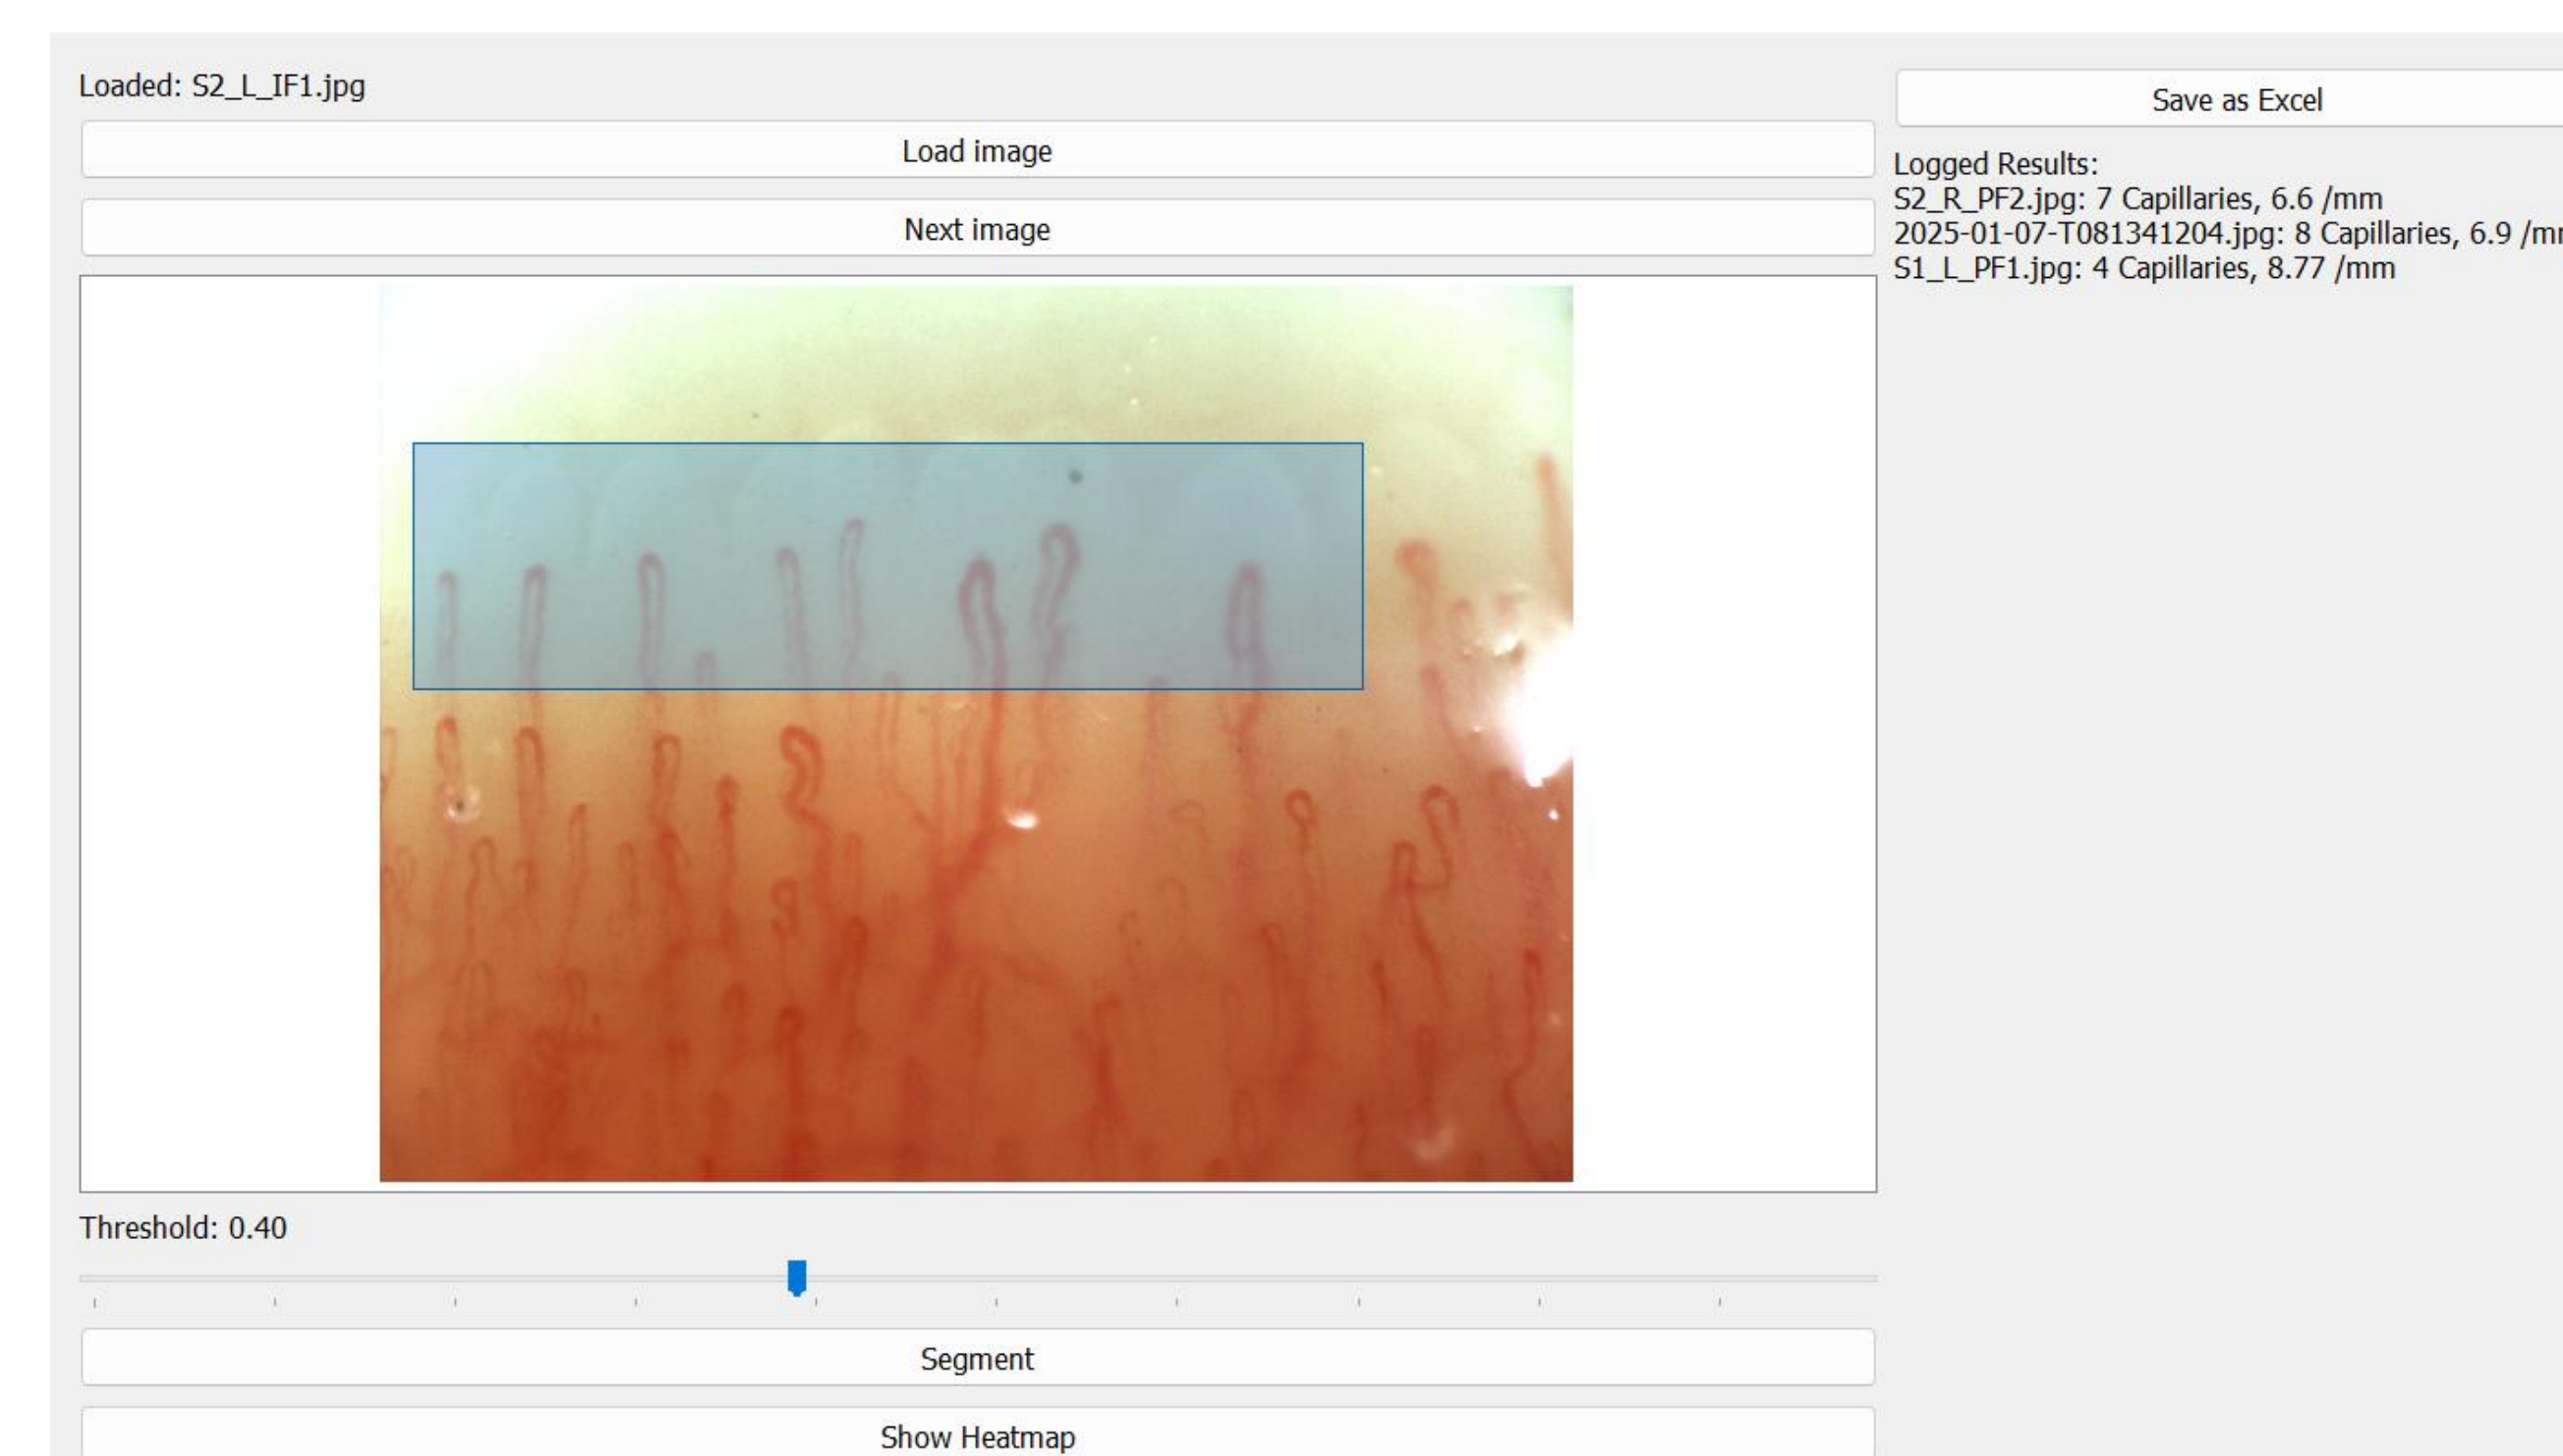 Loaded: S2_L_IF1.jpg
Load image
Next image
Threshold: 0.40
Segment
Show Heatmap
Save as Excel
Logged Results:
S2_R_PF2.jpg: 7 Capillaries, 6.6 /mm
2025-01-07-T081341204.jpg: 8 Capillaries, 6.9
S1_L_PF1.jpg: 4 Capillaries, 8.77 /mm